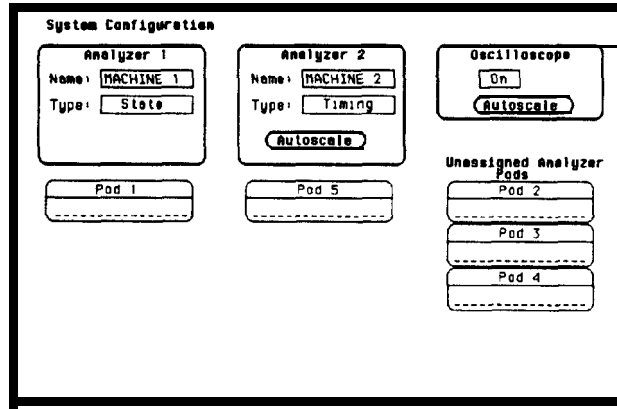 System Configuration
Analyzer 1
Name: MACHINE 1
Type: State
Analyzer 2
Name: MACHINE 2
Type: Timing
Autoscale
Oscilloscope
On
Autoscale
Pod 1
Pod 5
Unassigned Analyzer
Pods
Pod 2
Pod 3
Pod 4